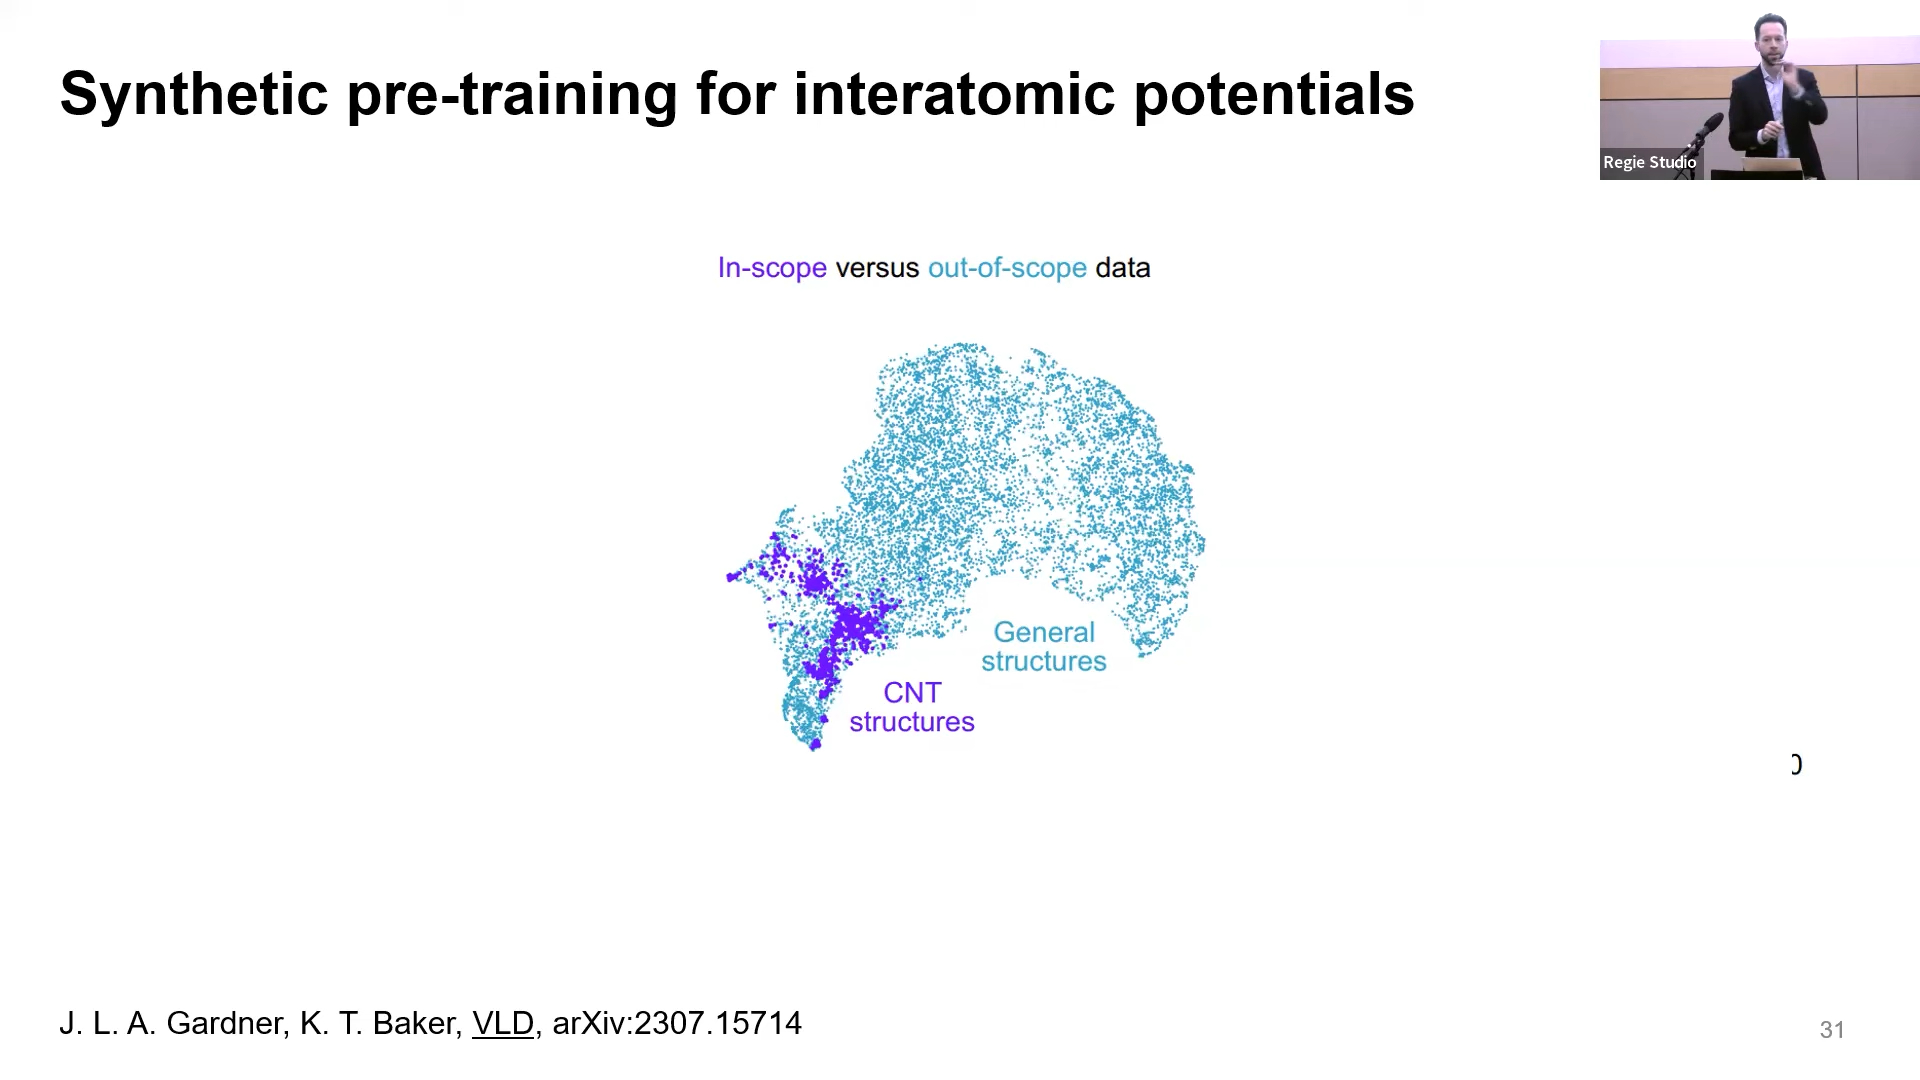 Synthetic pre-training for interatomic potentials
Regie Studio
In-scope versus out-of-scope data
General
structures
CNT
structures
0
J. L. A. Gardner, K. T. Baker, VLD, arXiv:2307.15714
31